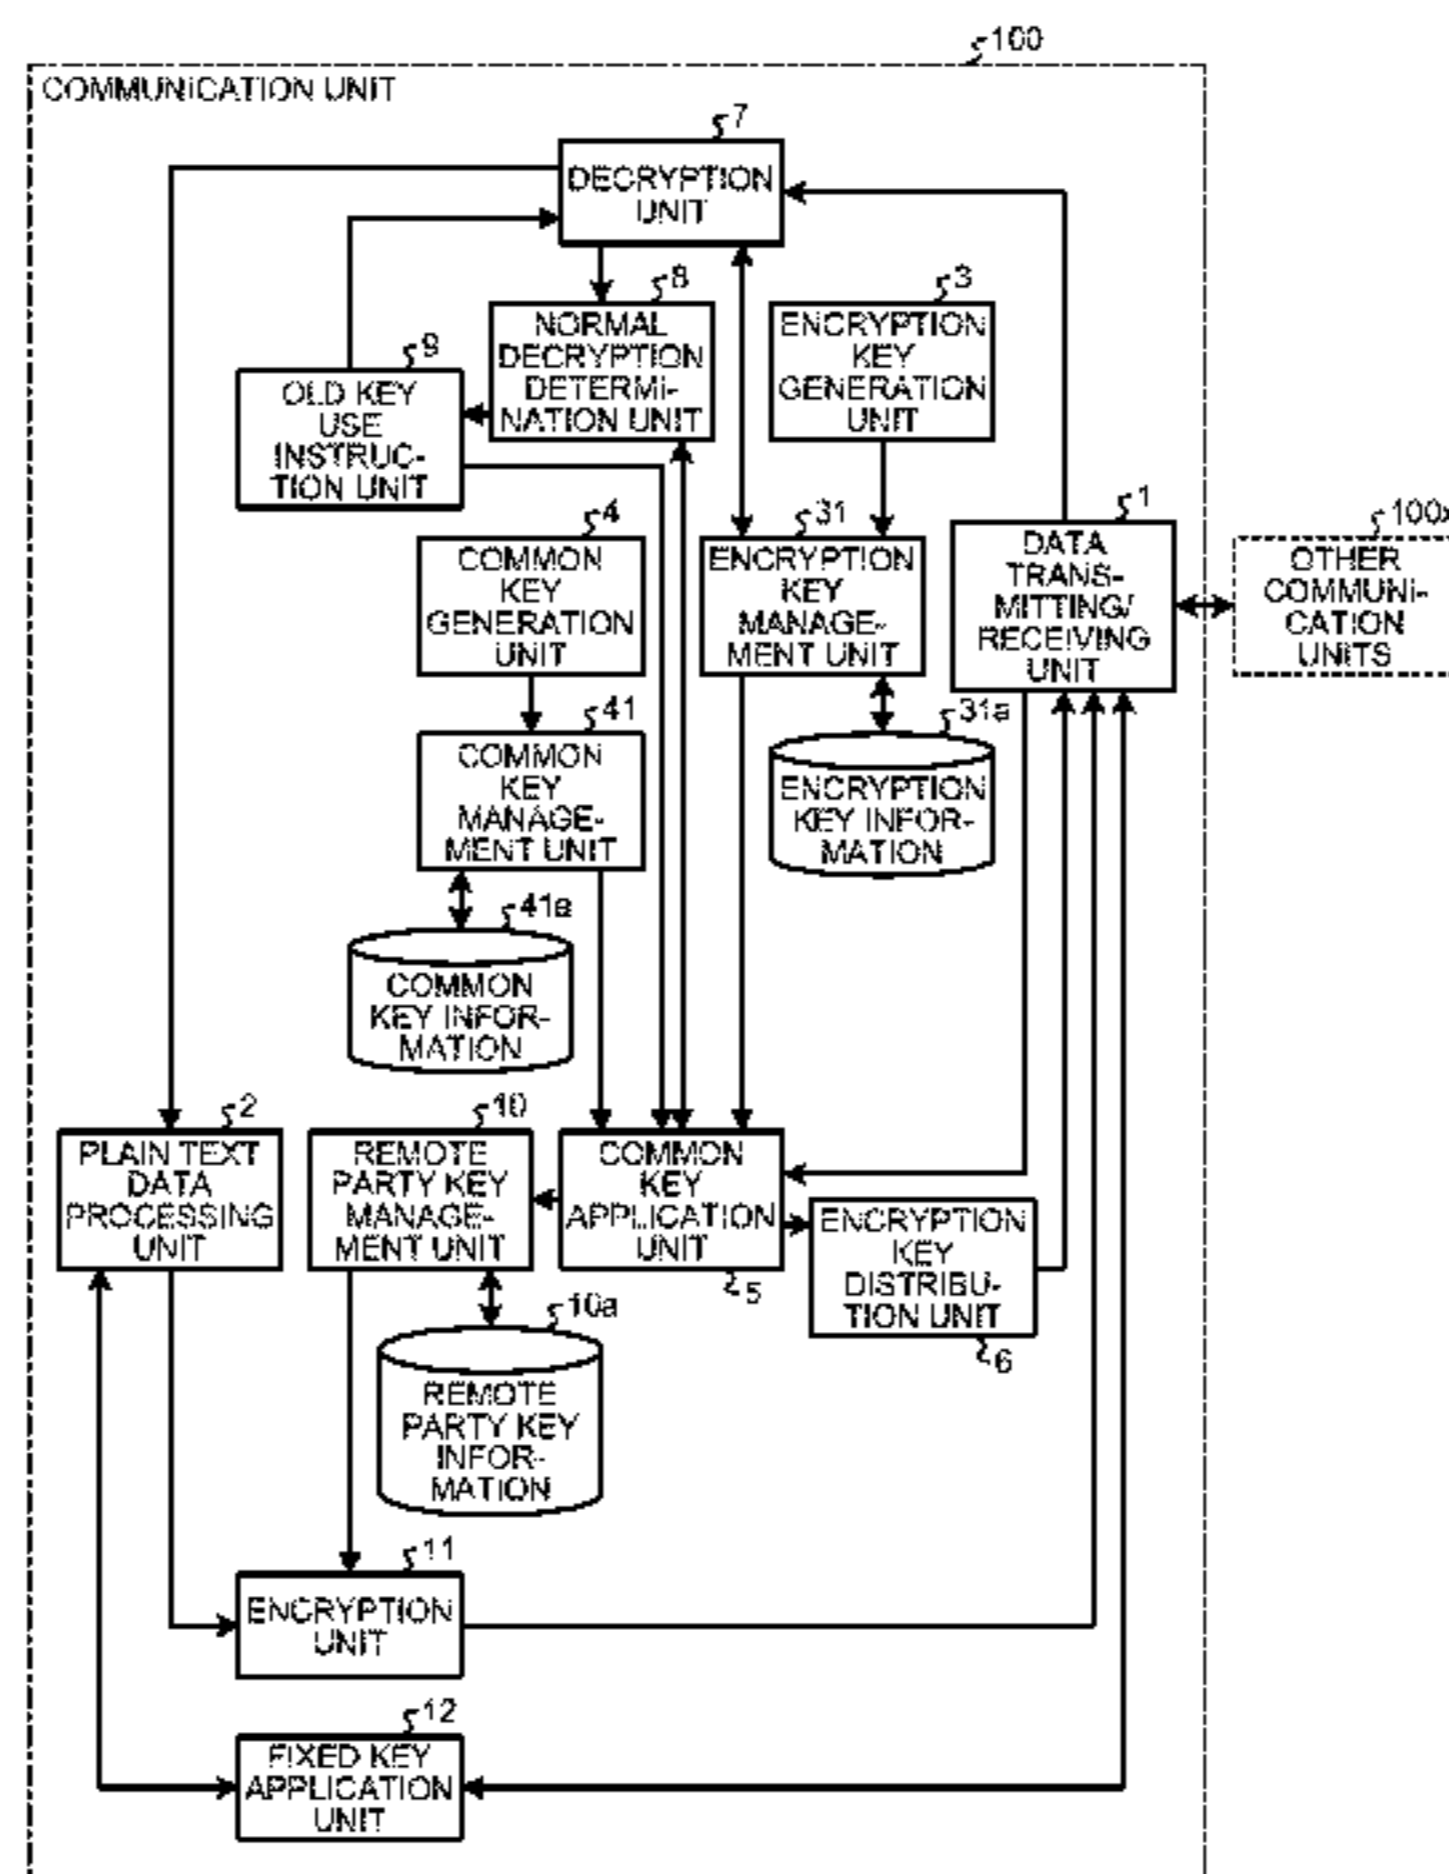 100
COMMUNICATION UNIT
7
DECRYPTION
UNIT
8
NORMAL
DECRYPTION
DETERMI-
NATION UNIT
3
ENCRYPTION
KEY
GENERATION
UNIT
9
OLD KEY
USE
INSTRUC-
TION UNIT
4
COMMON
KEY
GENERATION
UNIT
31
ENCRYPTION
KEY
MANAGE-
MENT UNIT
1
DATA
TRANS-
MITTING/
RECEIVING
UNIT
100x
OTHER
COMMUNI-
CATION
UNITS
41
COMMON
KEY
MANAGE-
MENT UNIT
31a
ENCRYPTION
KEY INFOR-
MATION
41a
COMMON
KEY INFOR-
MATION
2
PLAIN TEXT
DATA
PROCESSING
UNIT
10
REMOTE
PARTY KEY
MANAGE-
MENT UNIT
COMMON
KEY
APPLICATION
UNIT
5
ENCRYPTION
KEY
DISTRIBU-
TION UNIT
6
10a
REMOTE
PARTY KEY
INFOR-
MATION
11
ENCRYPTION
UNIT
12
FIXED KEY
APPLICATION
UNIT